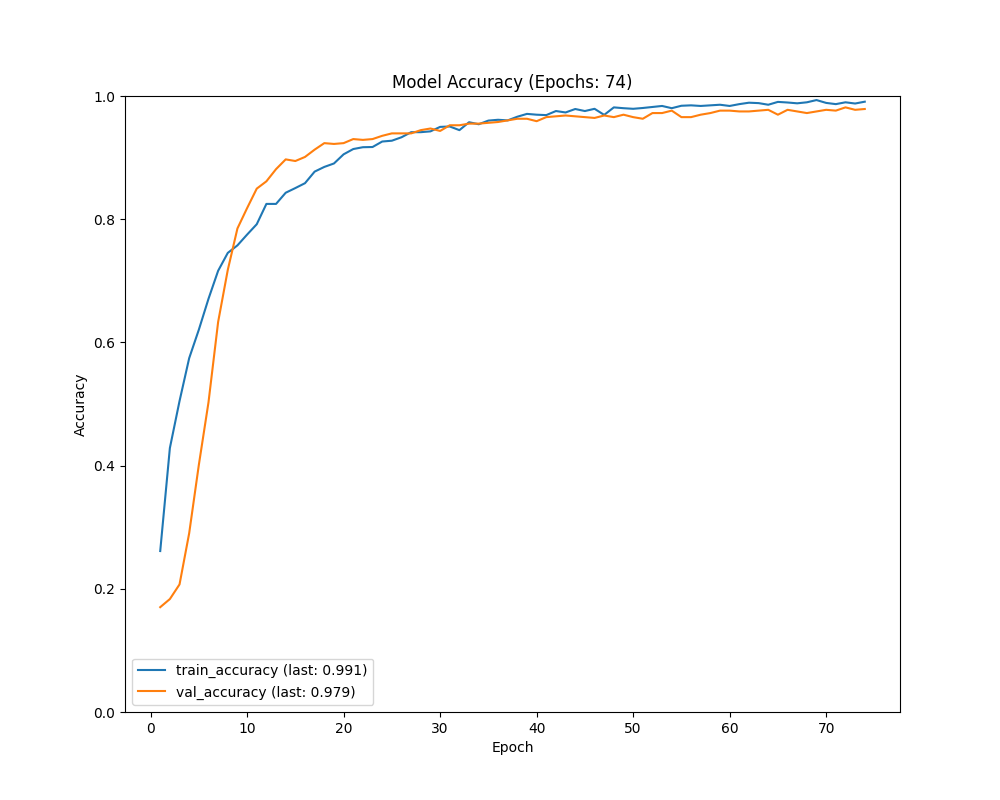 Model Accuracy (Epochs: 74)
1.0
0.8
0.6
0.4
0.2
0.0
Accuracy
train_accuracy (last: 0.991)
val_accuracy (last: 0.979)
0 10 20 30 40 50 60 70
Epoch